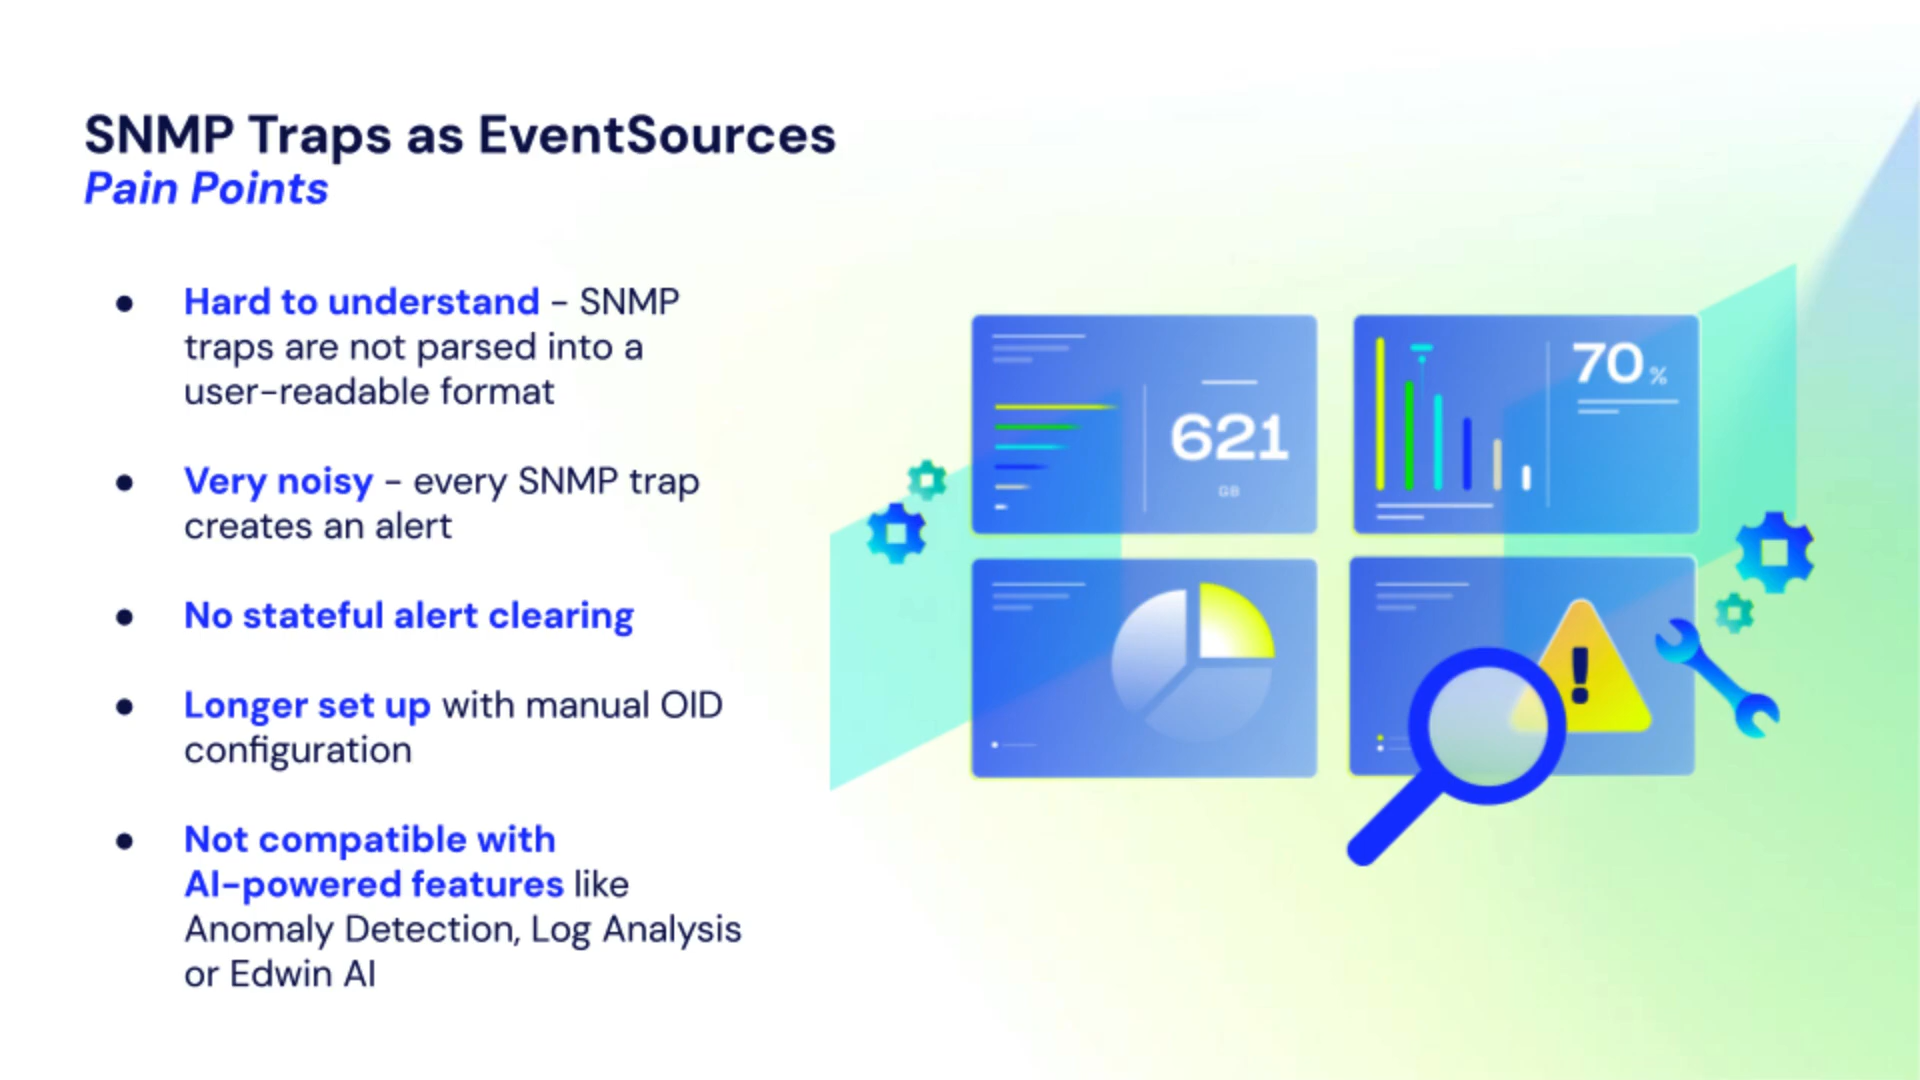 SNMP Traps as EventSources
Pain Points
● Hard to understand – SNMP
traps are not parsed into a
user-readable format
● Very noisy – every SNMP trap
creates an alert
● No stateful alert clearing
● Longer set up with manual OID
configuration
● Not compatible with
AI-powered features like
Anomaly Detection, Log Analysis
or Edwin AI
621
GB
70%
!